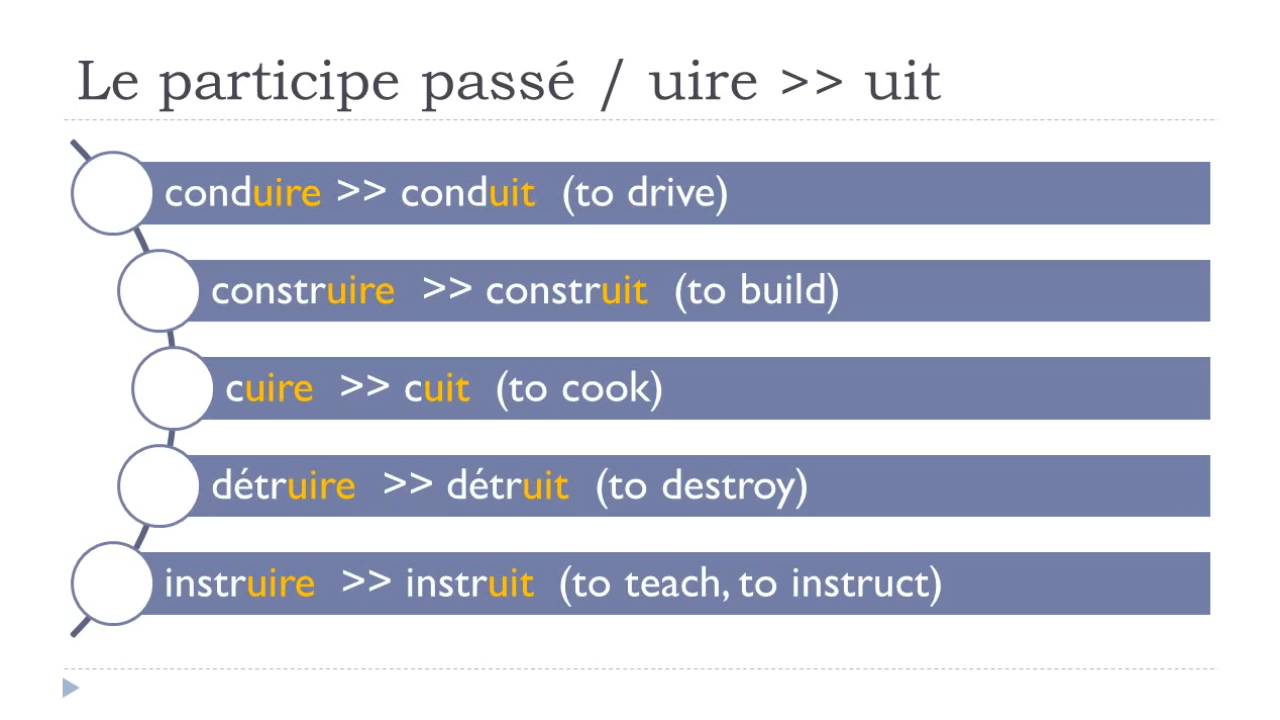 Le participe passé / uire >> uit
conduire >> conduit (to drive)
construire >> construit (to build)
cuire >> cuit (to cook)
détruire >> détruit (to destroy)
instruire >> instruit (to teach, to instruct)